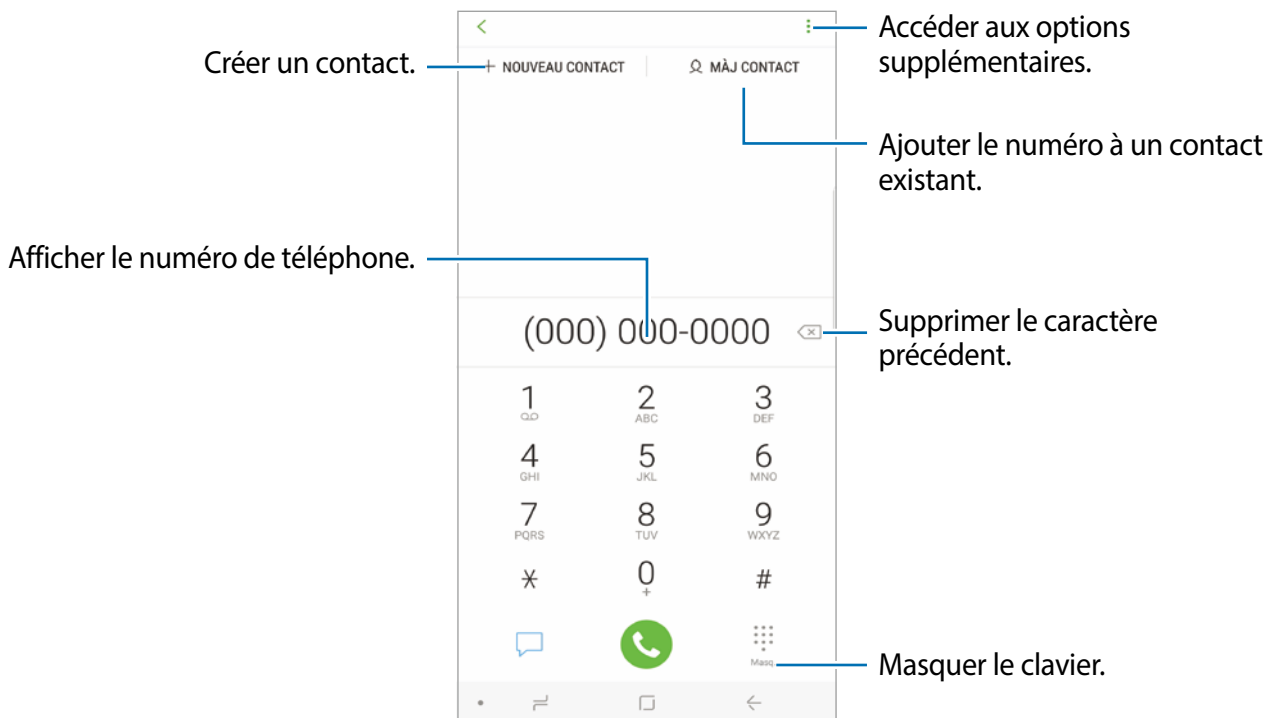 Accéder aux options
supplémentaires.
Créer un contact.
NOUVEAU CONTACT
MÀJ CONTACT
Ajouter le numéro à un contact
existant.
Afficher le numéro de téléphone.
(000) 000-0000
Supprimer le caractère
précédent.
1 2 3
ABC DEF
4 5 6
GHI JKL MNO
7 8 9
PQRS TUV WXYZ
* 0 #
+
Masq.
Masquer le clavier.